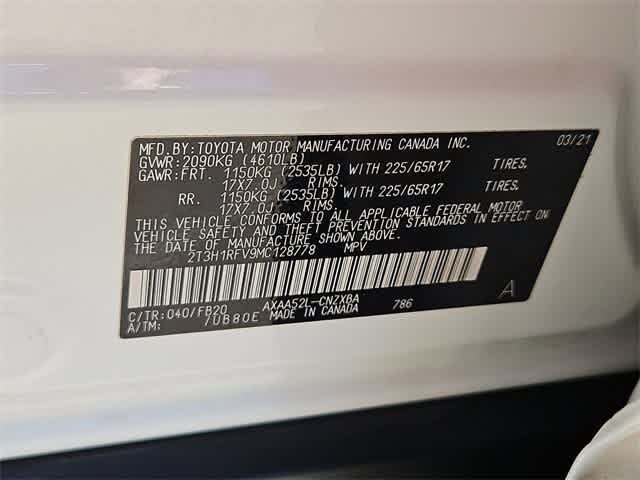 MFD.BY:TOYOTA MOTOR MANUFACTURING CANADA INC. 03/21
GVWR:2090KG (4610LB)
GAWR:FRT. 1150KG (2535LB) WITH 225/65R17 TIRES.
17X7.0J RIMS.
RR. 1150KG (2535LB) WITH 225/65R17 TIRES.
17X7.0J RIMS.
THIS VEHICLE CONFORMS TO ALL APPLICABLE FEDERAL MOTOR
VEHICLE SAFETY AND THEFT PREVENTION STANDARDS IN EFFECT ON
THE DATE OF MANUFACTURE SHOWN ABOVE.
2T3H1RFV9MC128778 MPV
A
C/TR:040/FB20 AXAA52L-CNZXBA 786
A/TM: /UB80E MADE IN CANADA